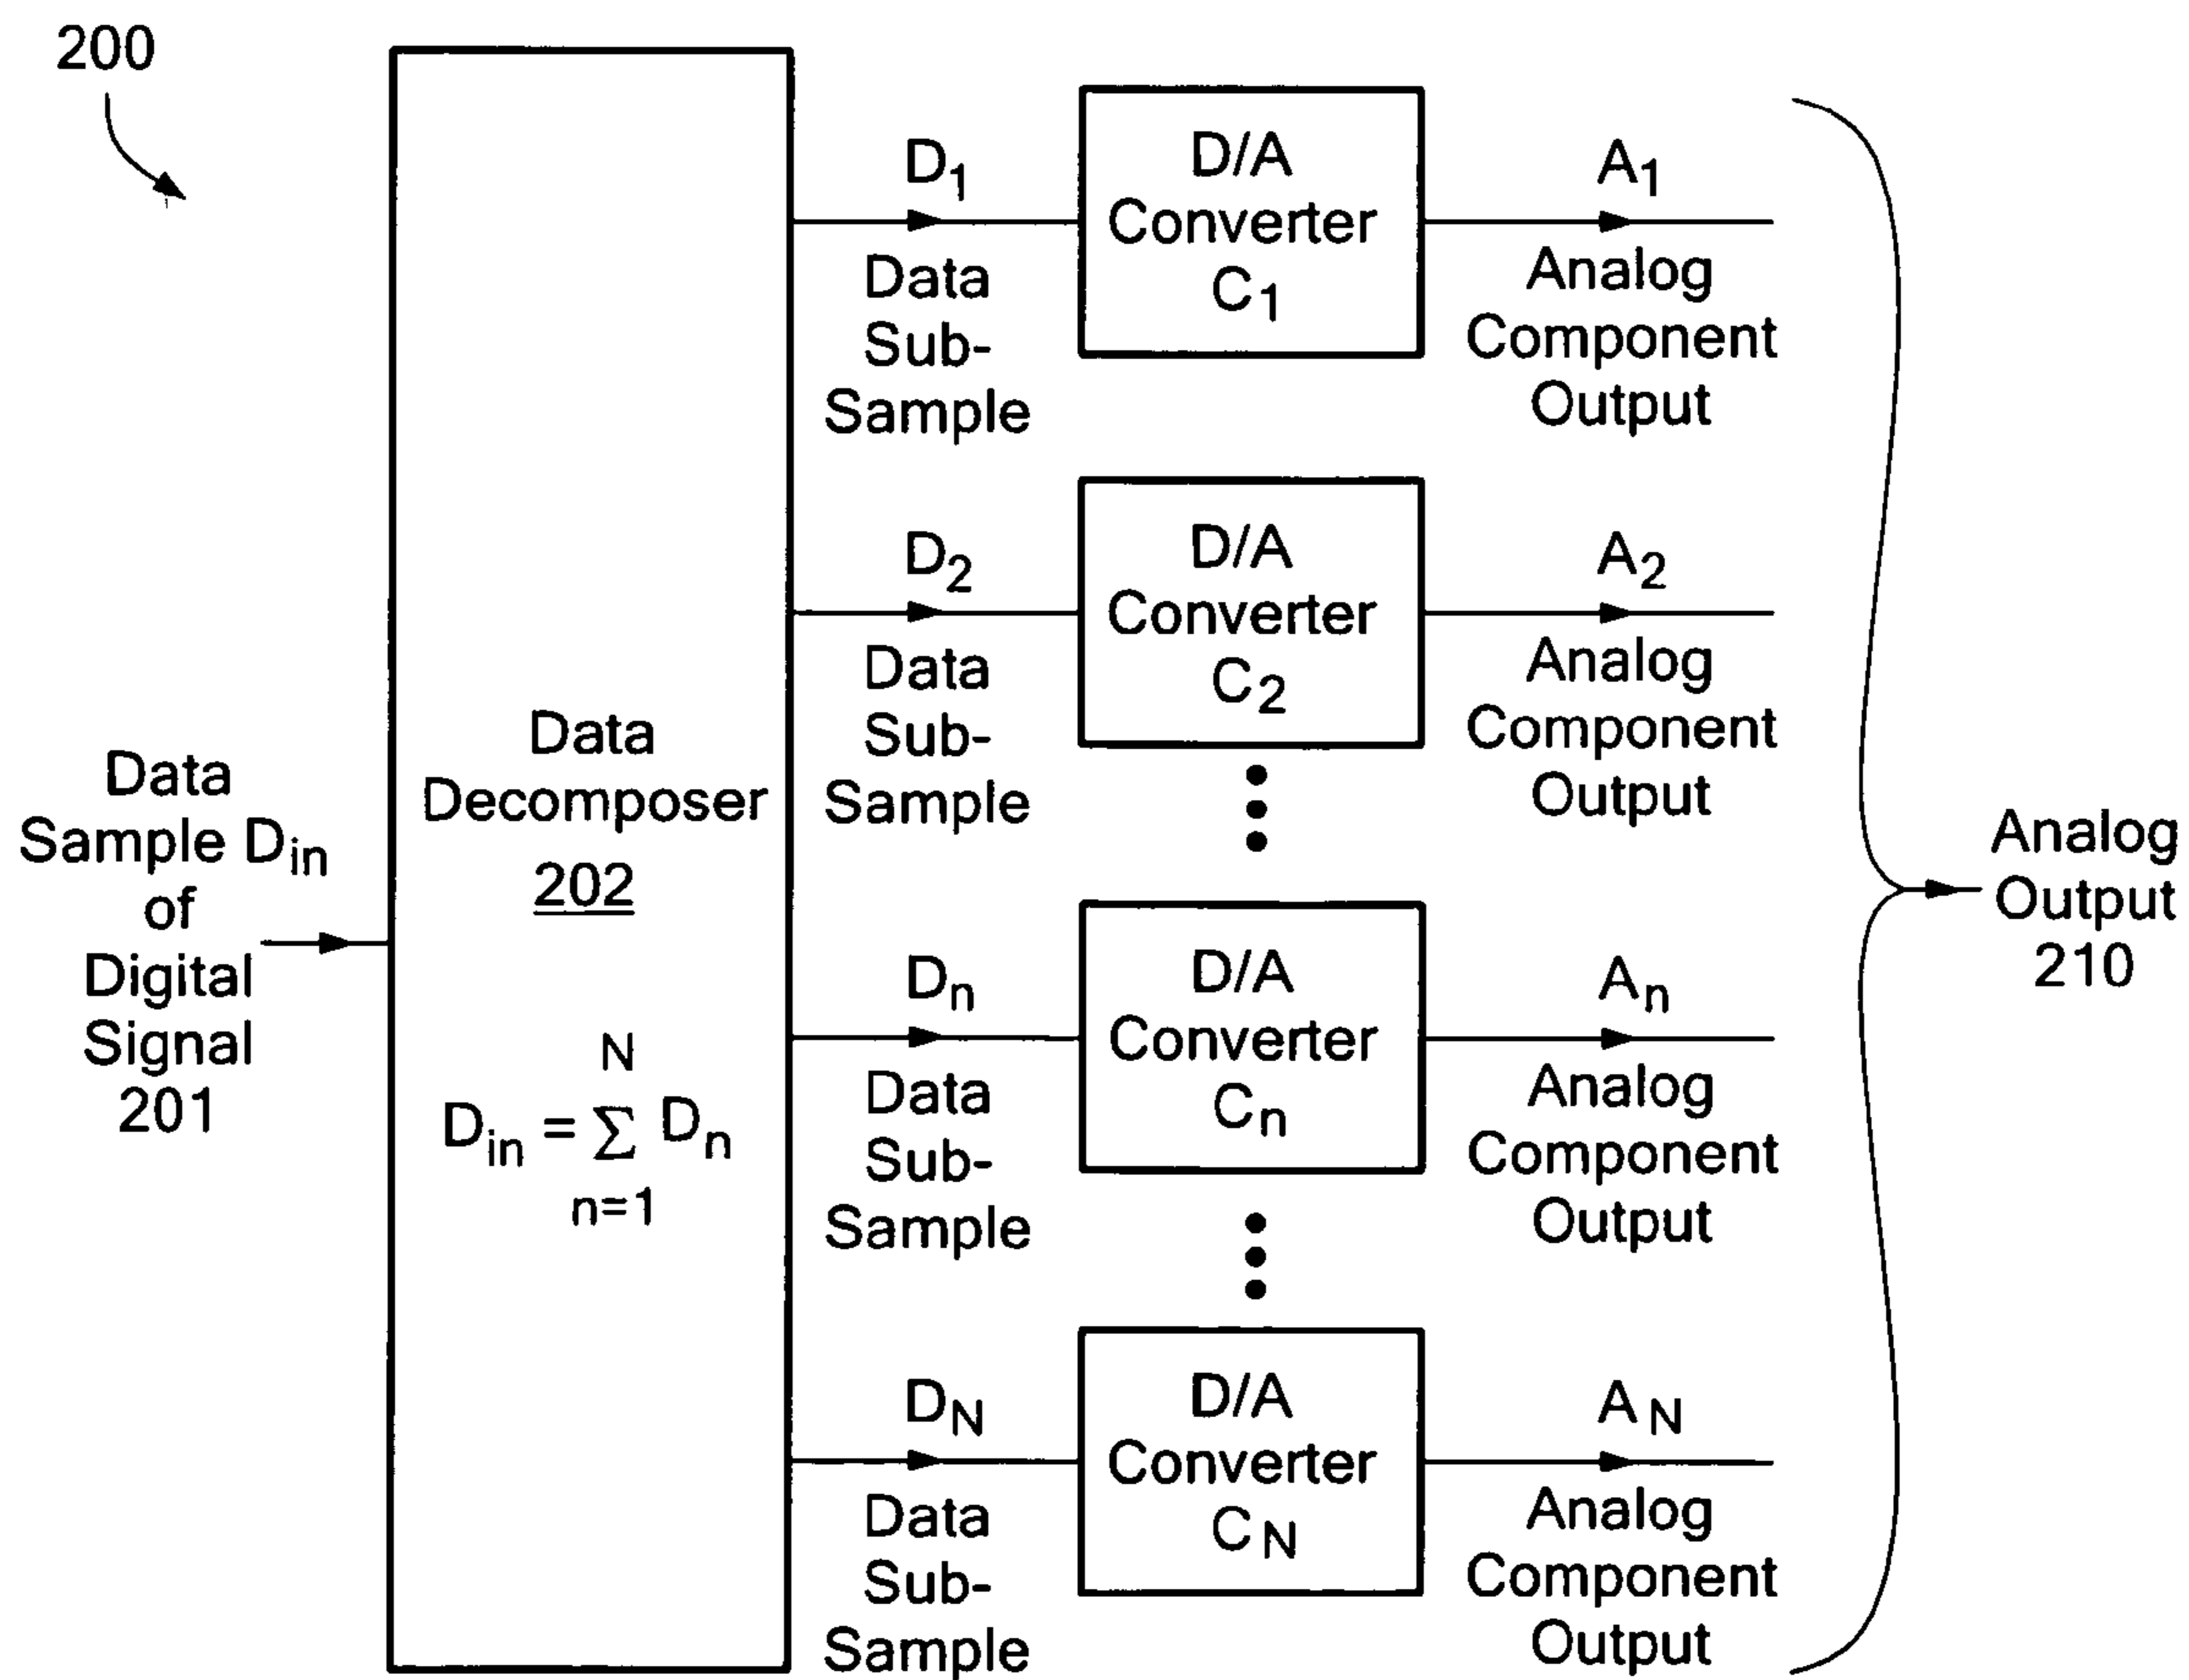 200
Data
Sample Din
of
Digital
Signal
201
Data
Decomposer
202
N
Din = Σ Dn
n=1
D1
Data
Sub-
Sample
D/A
Converter
C1
A1
Analog
Component
Output
D2
Data
Sub-
Sample
D/A
Converter
C2
A2
Analog
Component
Output
Dn
Data
Sub-
Sample
D/A
Converter
Cn
An
Analog
Component
Output
DN
Data
Sub-
Sample
D/A
Converter
CN
AN
Analog
Component
Output
Analog
Output
210